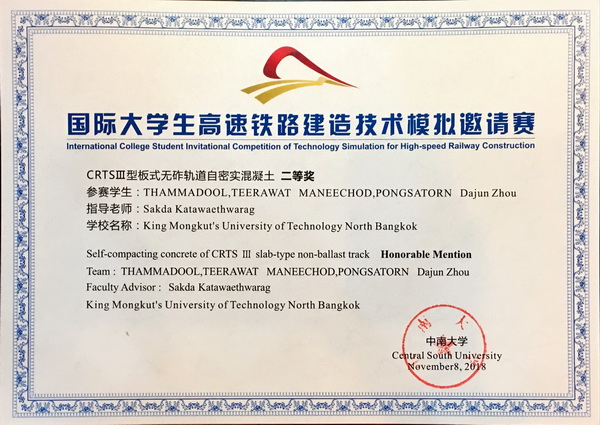 国际大学生高速铁路建造技术模拟邀请赛
International College Student Invitational Competition of Technology Simulation for High-speed Railway Construction
CRTSⅢ型板式无砟轨道自密实混凝土 二等奖
参赛学生：THAMMADOOL,TEERAWAT MANEECHOD,PONGSATORN Dajun Zhou
指导老师：Sakda Katawaethwarag
学校名称：King Mongkut's University of Technology North Bangkok
Self-compacting concrete of CRTS Ⅲ slab-type non-ballast track Honorable Mention
Team : THAMMADOOL,TEERAWAT MANEECHOD,PONGSATORN Dajun Zhou
Faculty Advisor : Sakda Katawaethwarag
King Mongkut's University of Technology North Bangkok
中南大学
Central South University
November8, 2018